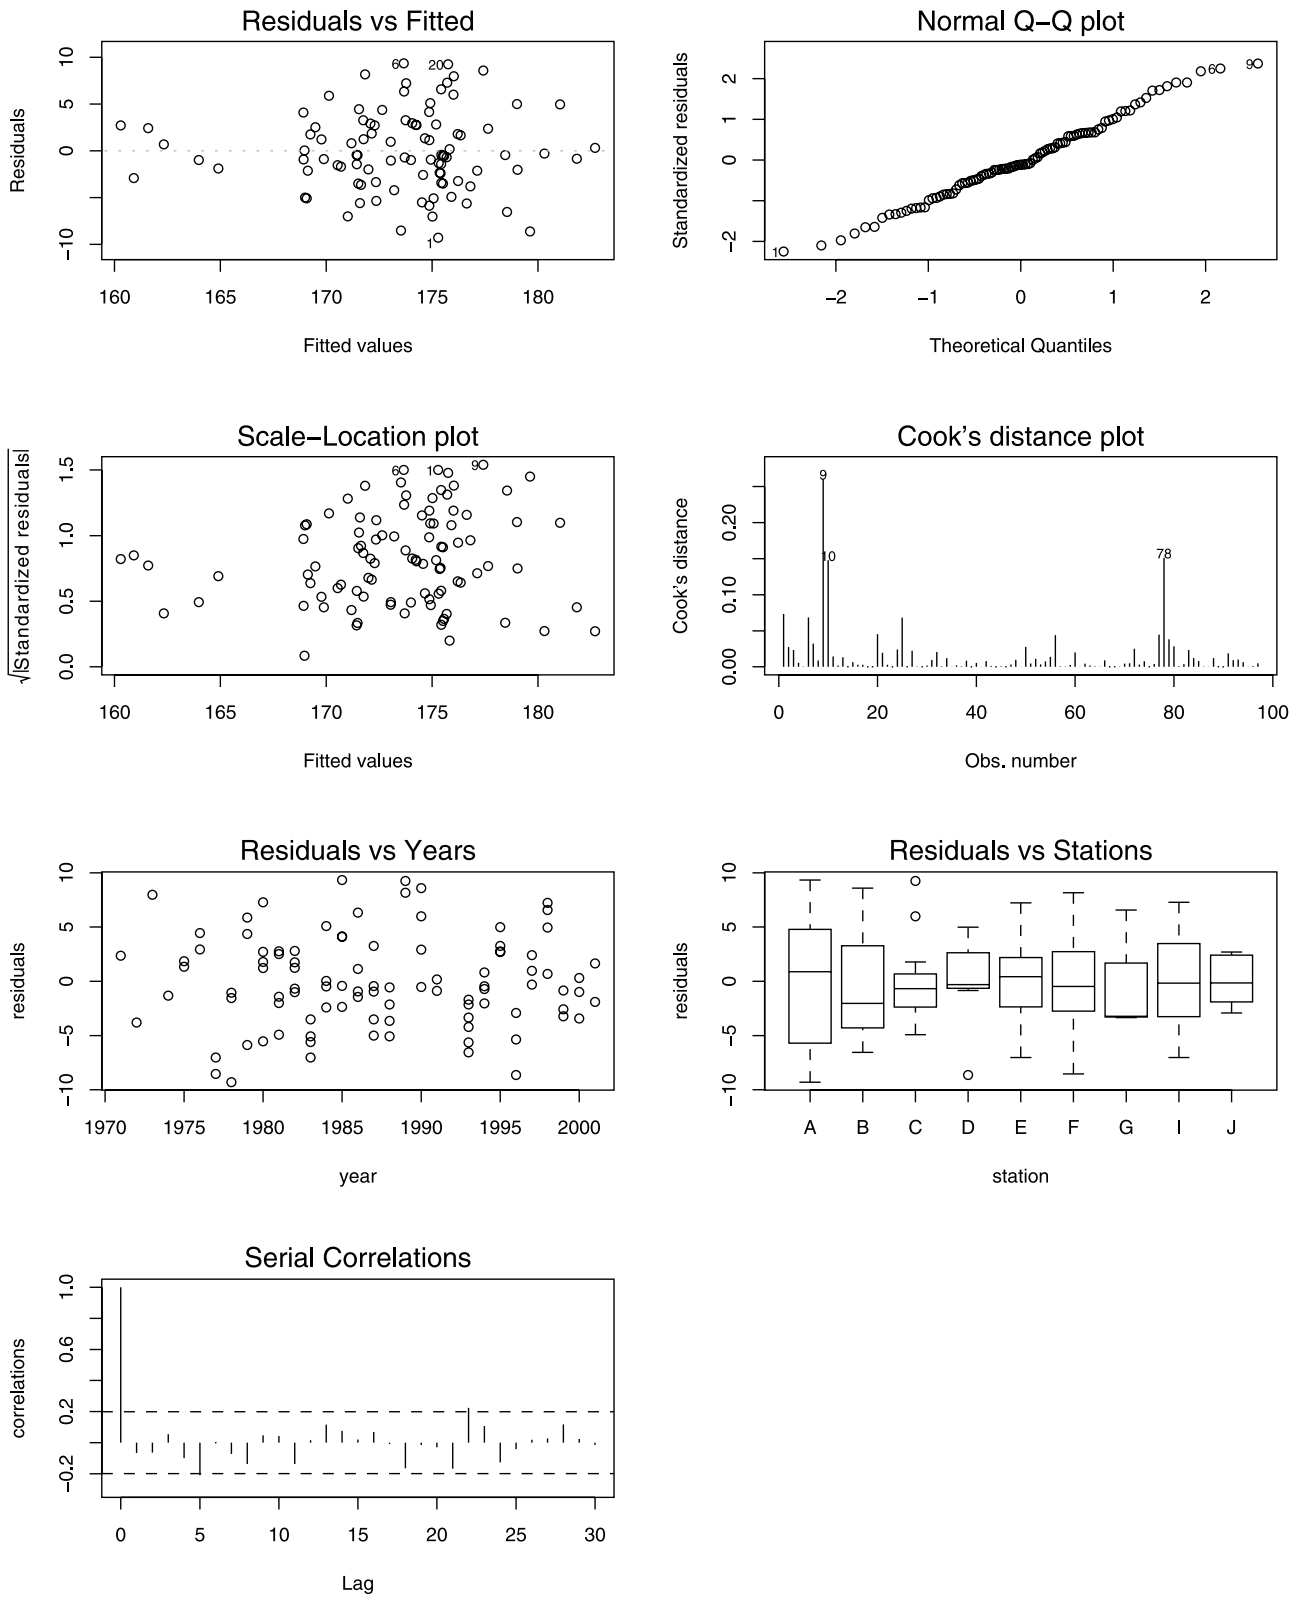 Residuals vs Fitted
Residuals
10
5
0
−5
−10
6
20
1
160 165 170 175 180
Fitted values
Normal Q−Q plot
Standardized residuals
2
1
0
−1
−2
6
9
1
−2 −1 0 1 2
Theoretical Quantiles
Scale−Location plot
√|Standardized residuals|
1.5
1.0
0.5
0.0
6
1
9
160 165 170 175 180
Fitted values
Cook's distance plot
Cook's distance
0.20
0.10
0.00
9
10
78
0 20 40 60 80 100
Obs. number
Residuals vs Years
residuals
10
5
0
−5
−10
1970 1975 1980 1985 1990 1995 2000
year
Residuals vs Stations
residuals
10
5
0
−5
−10
A B C D E F G I J
station
Serial Correlations
correlations
1.0
0.6
0.2
−0.2
0 5 10 15 20 25 30
Lag